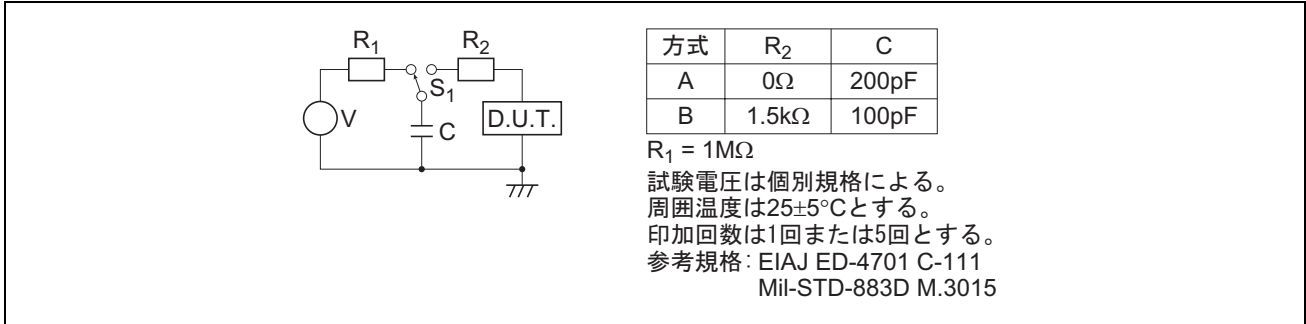 R1
R2
S1
V
C
D.U.T.
方式 R2 C
A 0Ω 200pF
B 1.5kΩ 100pF
R1 = 1MΩ
試験電圧は個別規格による。
周囲温度は25±5°Cとする。
印加回数は1回または5回とする。
参考規格：EIAJ ED-4701 C-111
Mil-STD-883D M.3015